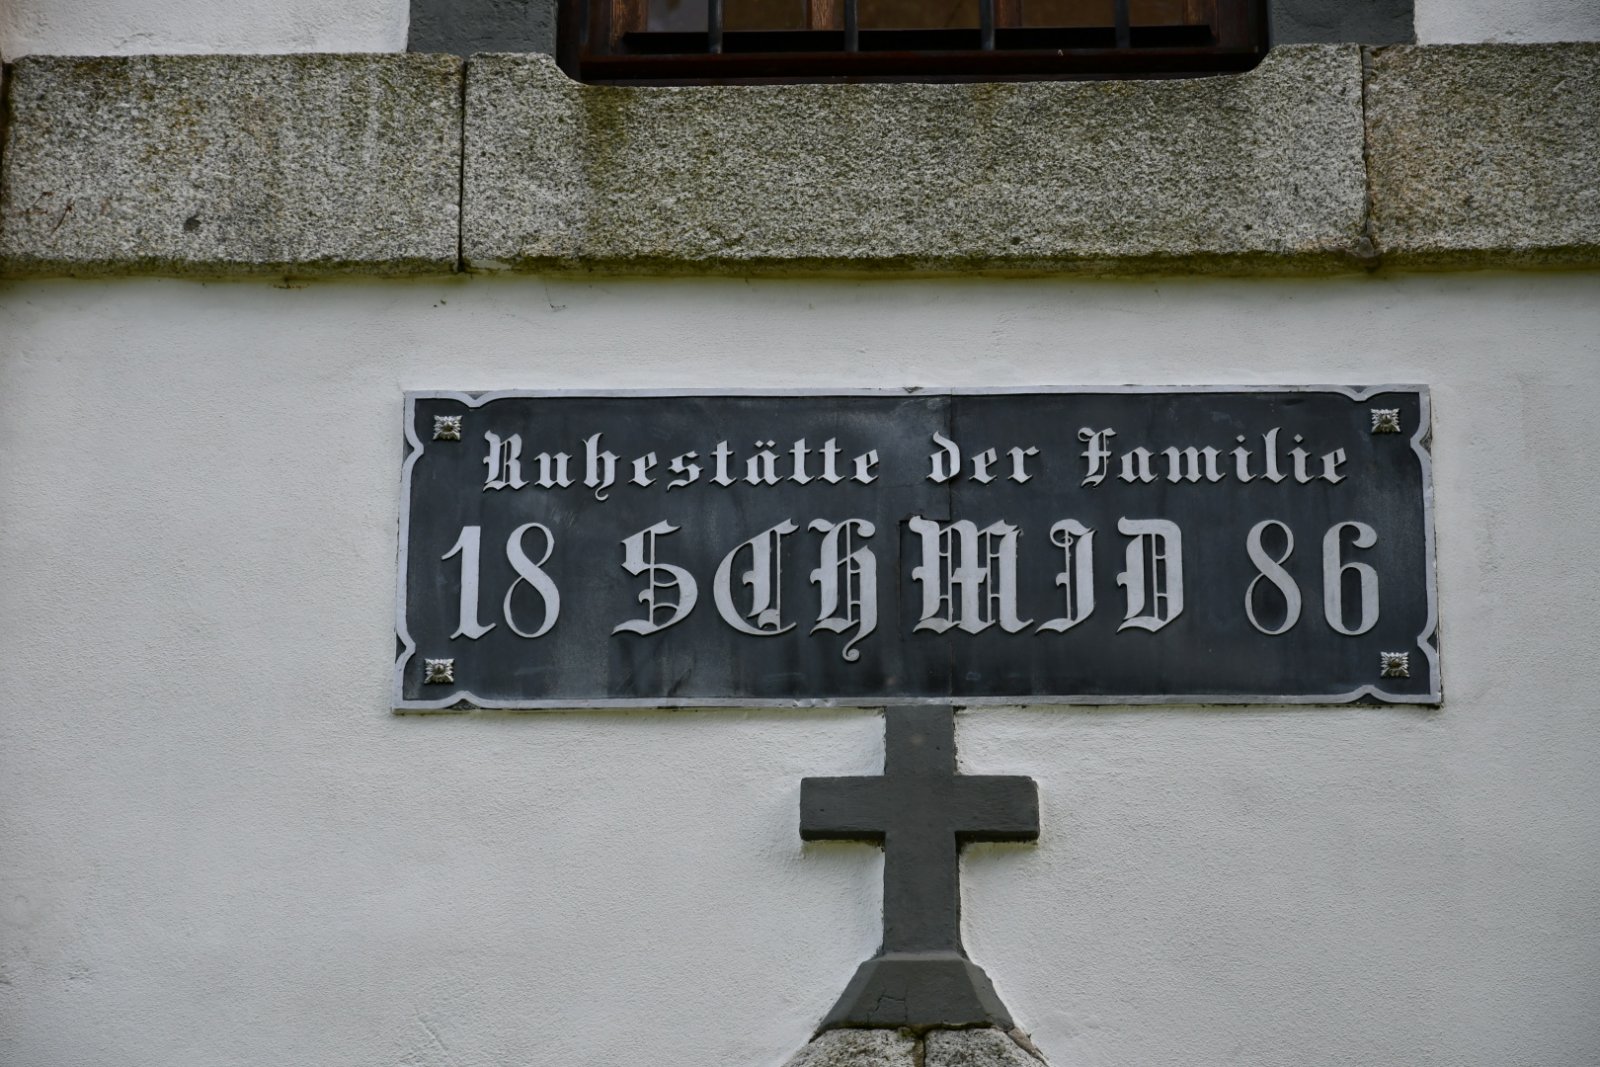 Ruhestätte der Familie
18 SCHMID 86